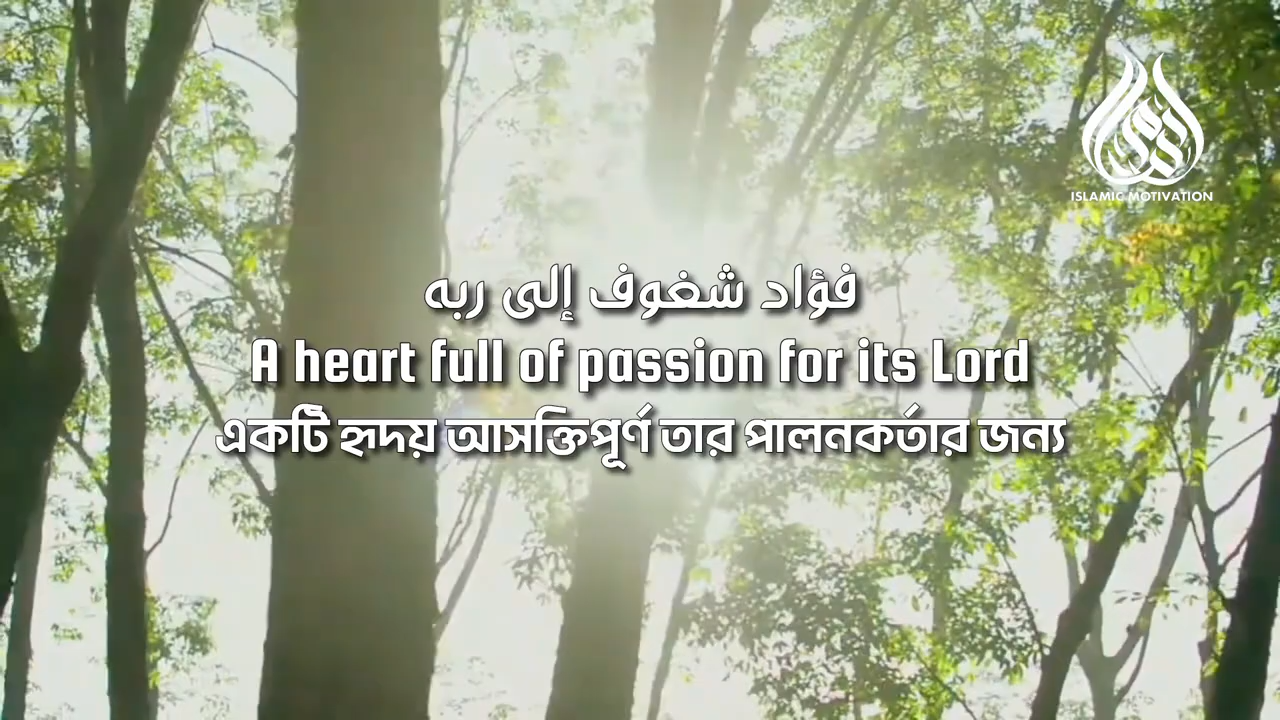 ISLAMIC MOTIVATION
فؤاد شغوف إلى ربه
A heart full of passion for its Lord
একটি হৃদয় আসক্তিপূর্ণ তার পালনকর্তার জন্য